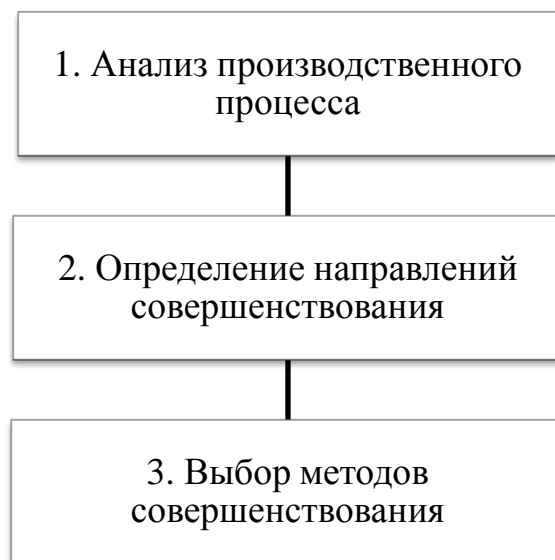 1. Анализ производственного
процесса
2. Определение направлений
совершенствования
3. Выбор методов
совершенствования